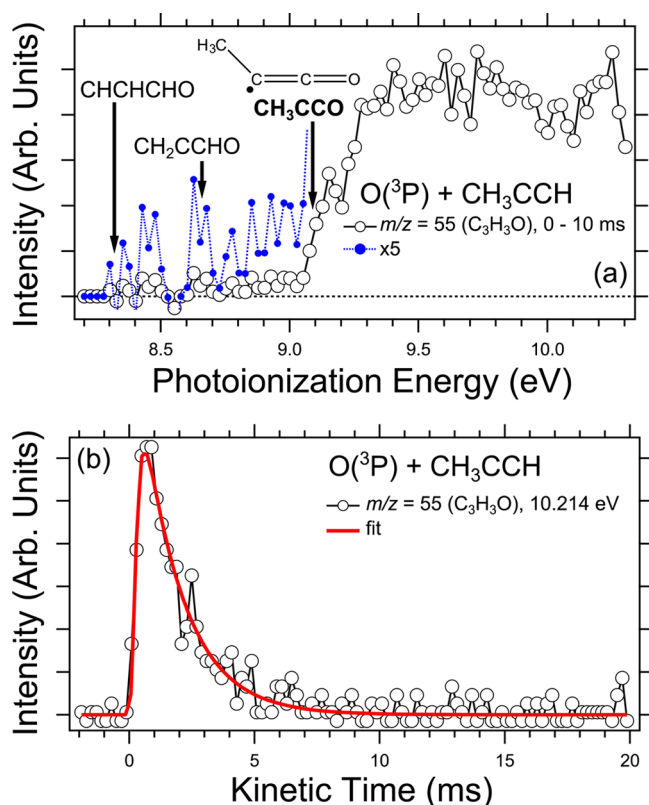 Intensity (Arb. Units)
H₃C
C
C
O
•
CHCHCHO
CH₃CCO
CH₂CCHO
O(³P) + CH₃CCH
m/z = 55 (C₃H₃O), 0 - 10 ms
x5
(a)
8.5 9.0 9.5 10.0
Photoionization Energy (eV)
Intensity (Arb. Units)
(b)
O(³P) + CH₃CCH
m/z = 55 (C₃H₃O), 10.214 eV
fit
0 5 10 15 20
Kinetic Time (ms)